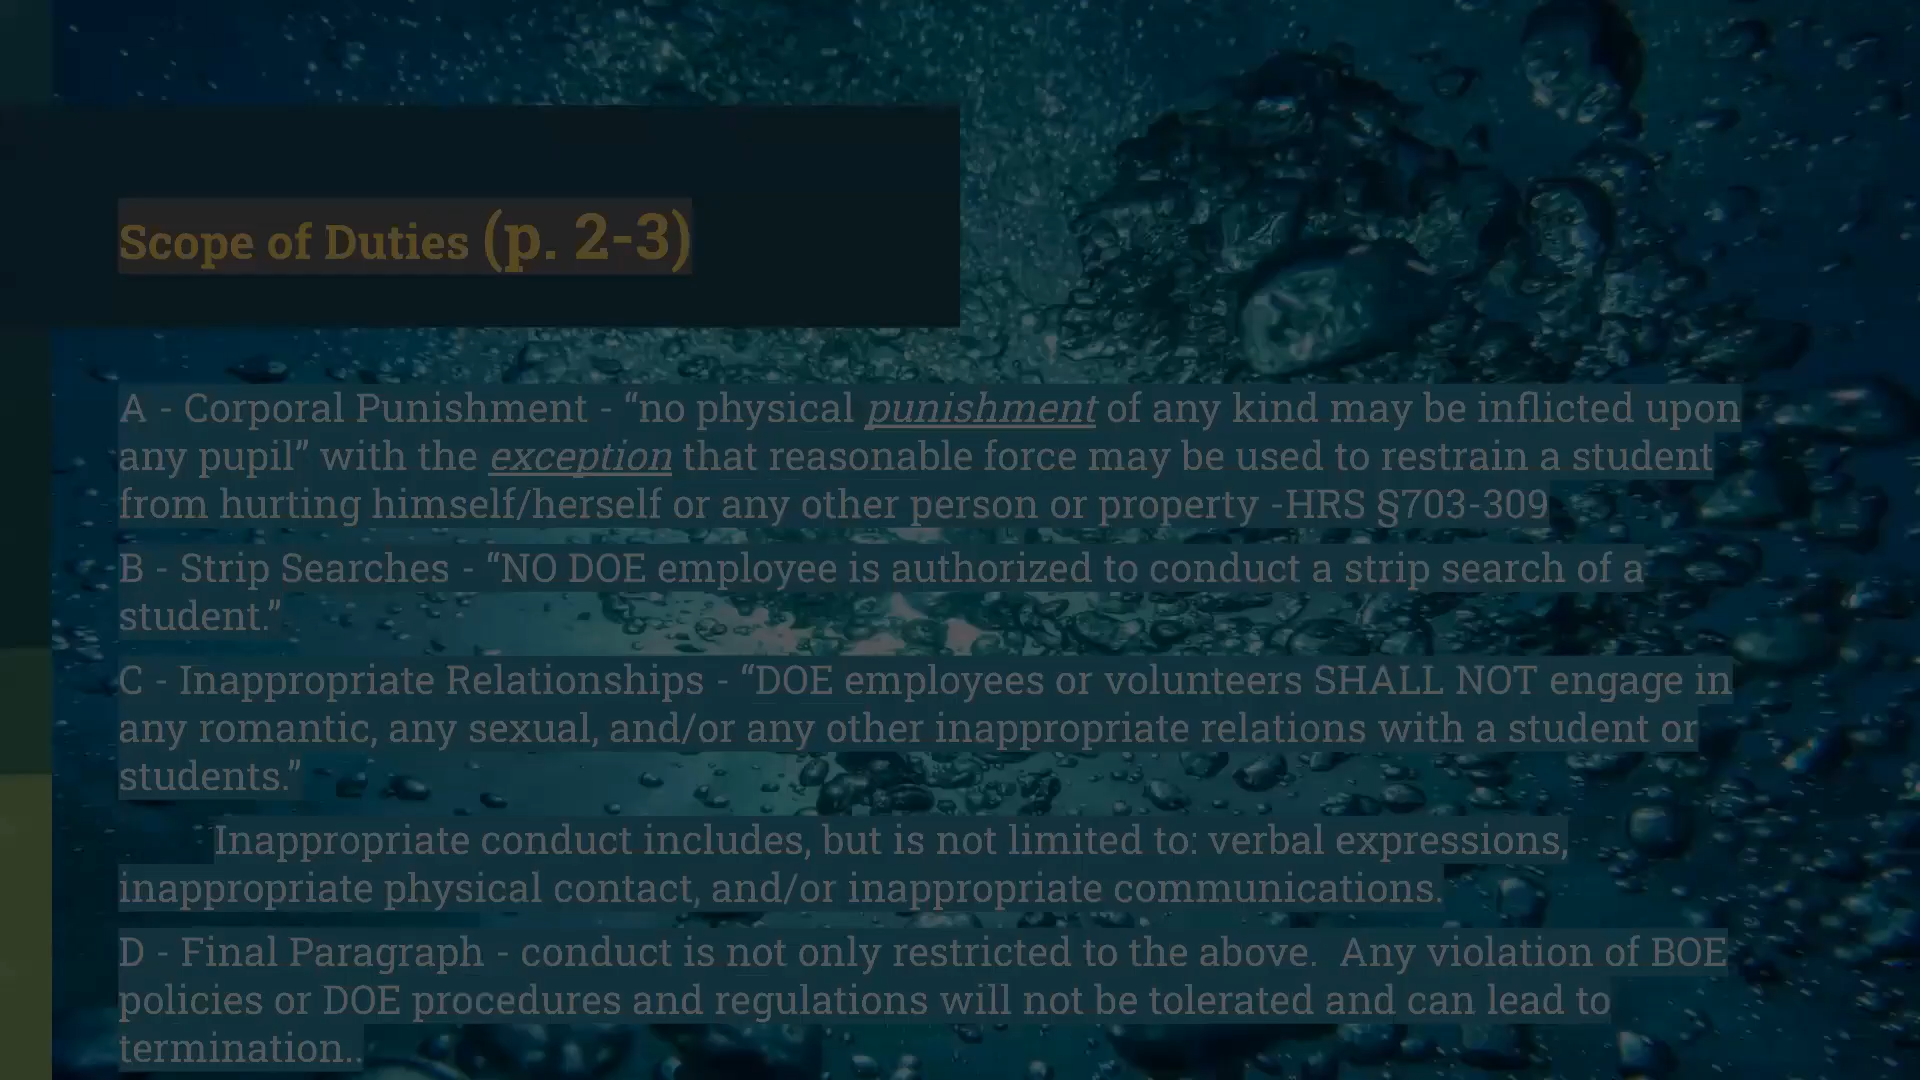 Scope of Duties (p. 2-3)
A - Corporal Punishment - “no physical punishment of any kind may be inflicted upon
any pupil” with the exception that reasonable force may be used to restrain a student
from hurting himself/herself or any other person or property -HRS §703-309
B - Strip Searches - “NO DOE employee is authorized to conduct a strip search of a
student.”
C - Inappropriate Relationships - “DOE employees or volunteers SHALL NOT engage in
any romantic, any sexual, and/or any other inappropriate relations with a student or
students.”
Inappropriate conduct includes, but is not limited to: verbal expressions,
inappropriate physical contact, and/or inappropriate communications.
D - Final Paragraph - conduct is not only restricted to the above.  Any violation of BOE
policies or DOE procedures and regulations will not be tolerated and can lead to
termination..